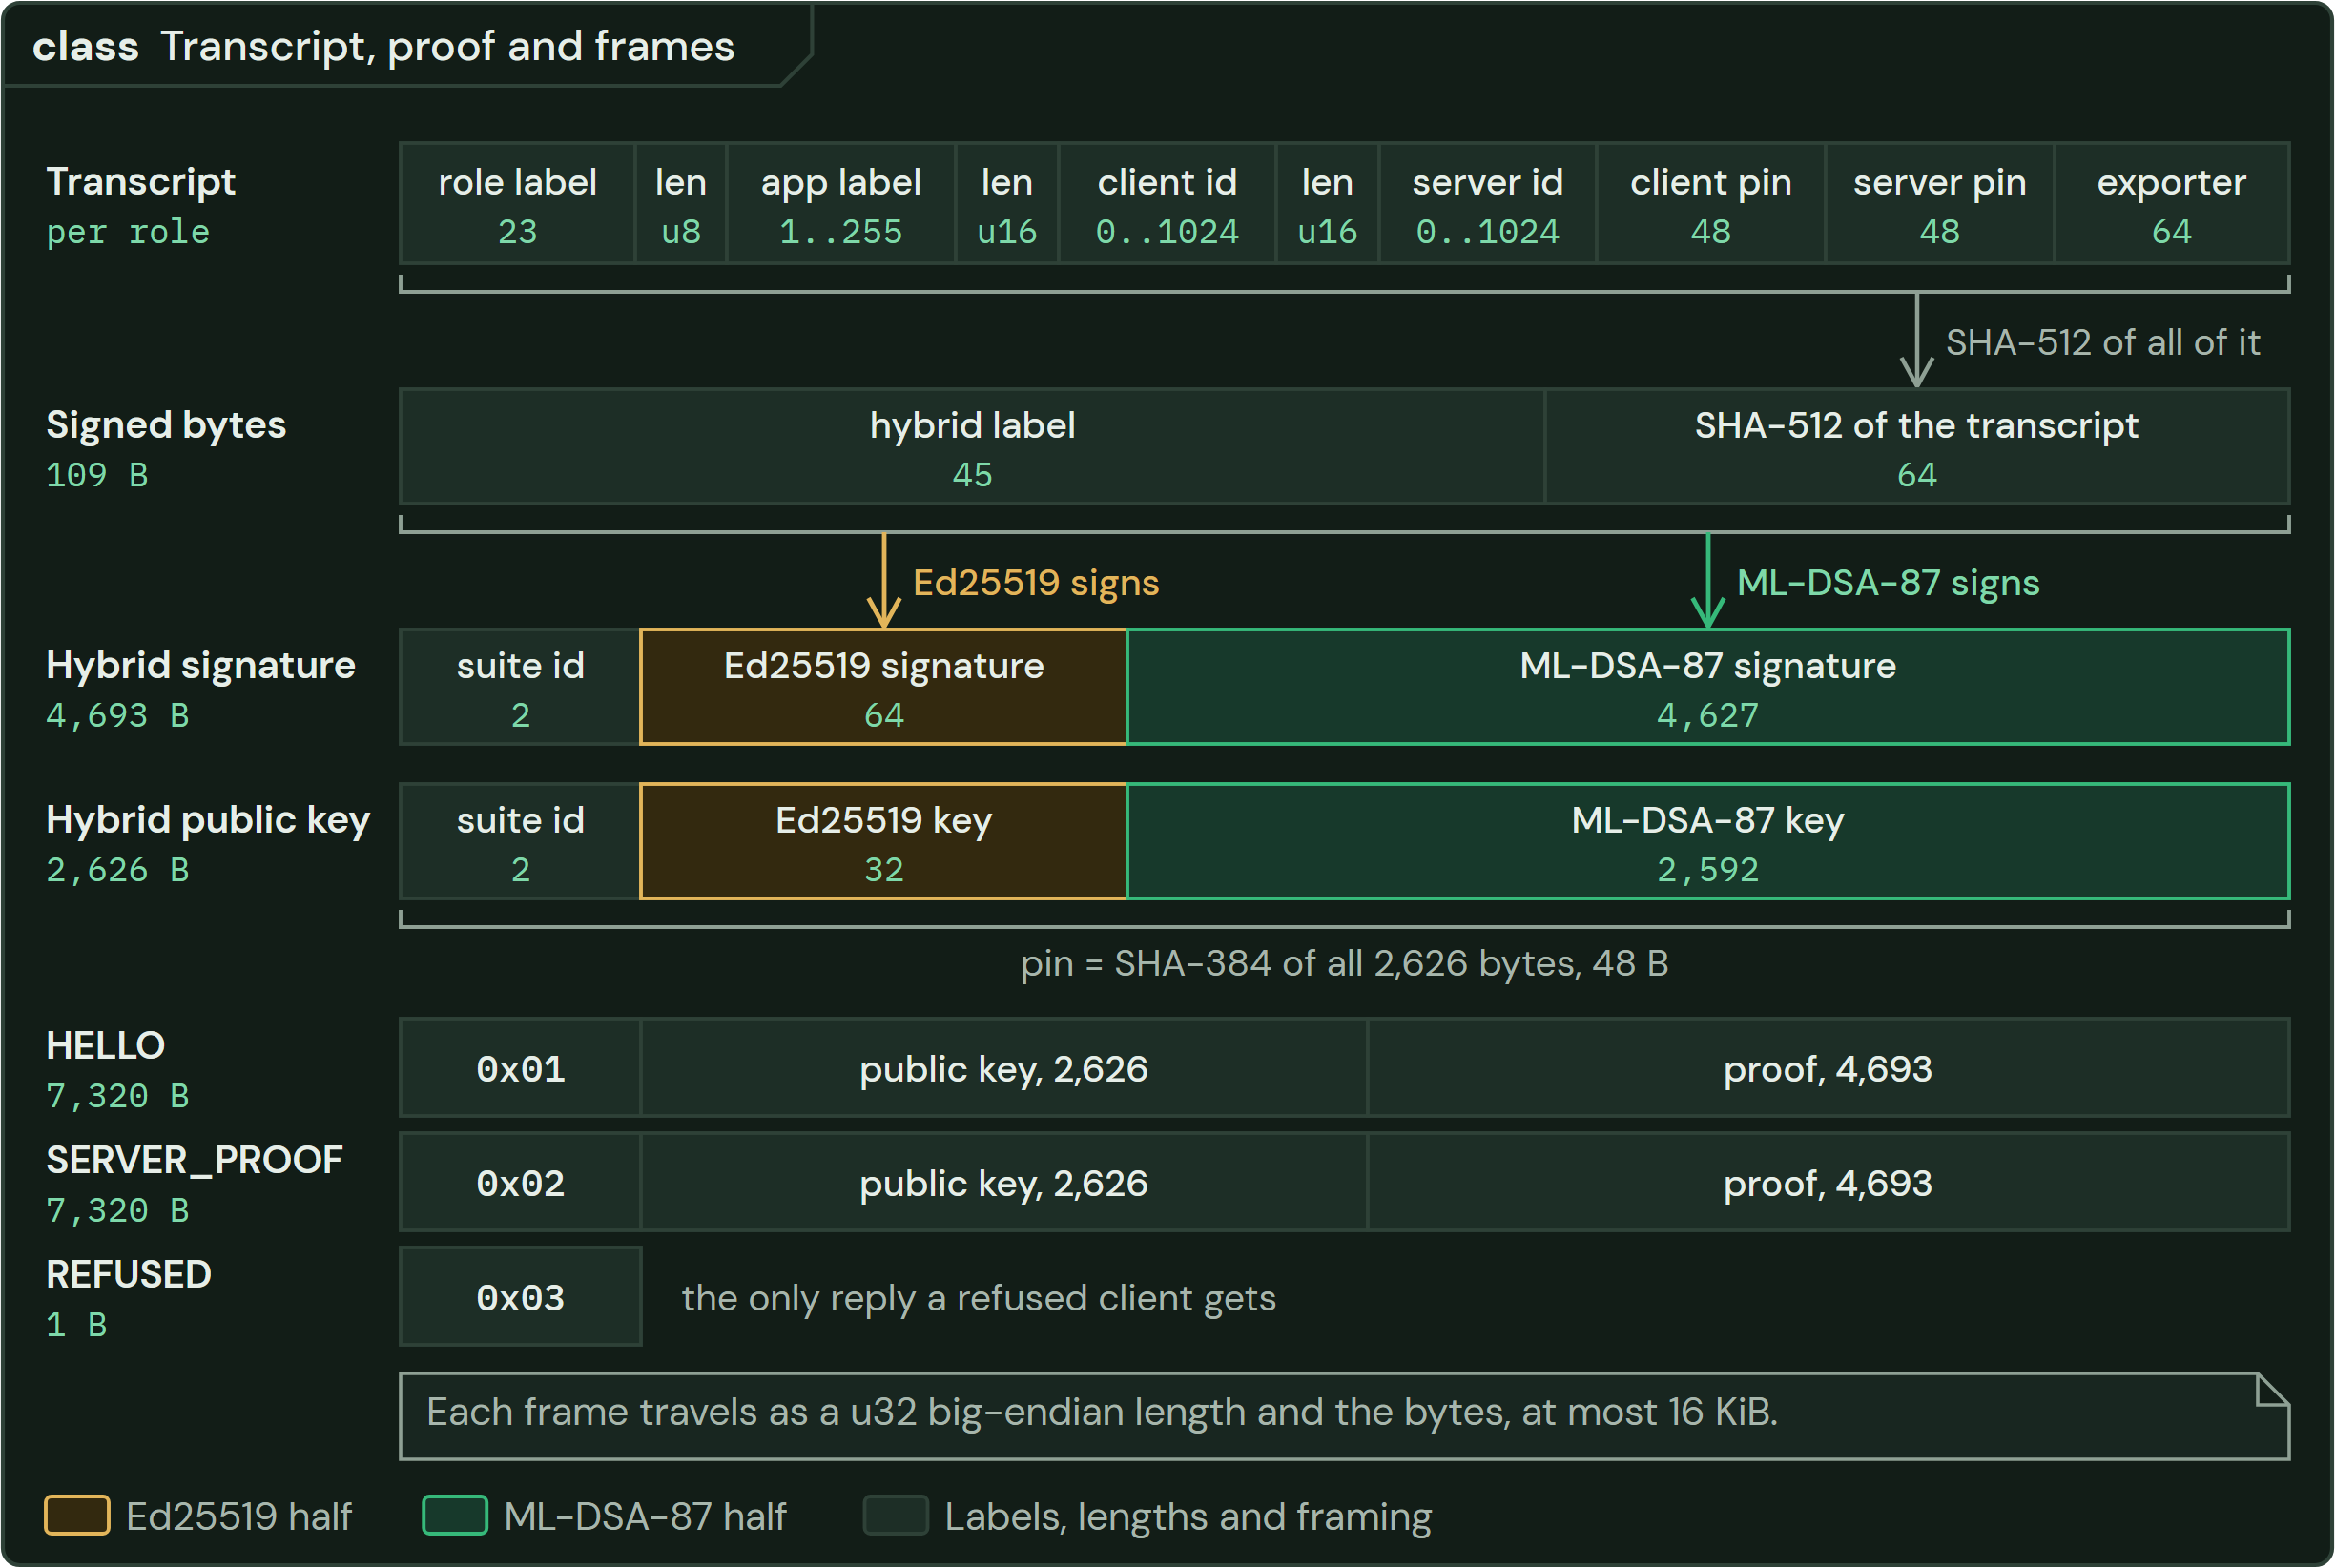 class Transcript, proof and frames
Transcript
per role
role label
23
len
u8
app label
1..255
len
u16
client id
0..1024
len
u16
server id
0..1024
client pin
48
server pin
48
exporter
64
SHA-512 of all of it
Signed bytes
109 B
hybrid label
45
SHA-512 of the transcript
64
Ed25519 signs
ML-DSA-87 signs
Hybrid signature
4,693 B
suite id
2
Ed25519 signature
64
ML-DSA-87 signature
4,627
Hybrid public key
2,626 B
suite id
2
Ed25519 key
32
ML-DSA-87 key
2,592
pin = SHA-384 of all 2,626 bytes, 48 B
HELLO
7,320 B
0x01
public key, 2,626
proof, 4,693
SERVER_PROOF
7,320 B
0x02
public key, 2,626
proof, 4,693
REFUSED
1 B
0x03
the only reply a refused client gets
Each frame travels as a u32 big-endian length and the bytes, at most 16 KiB.
Ed25519 half
ML-DSA-87 half
Labels, lengths and framing